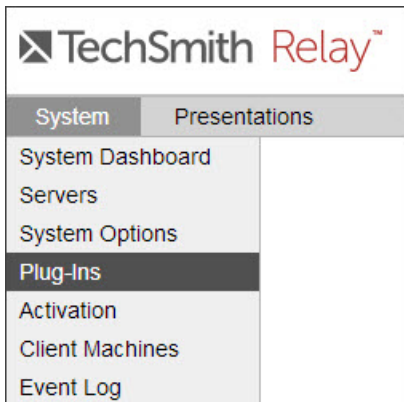 TechSmith Relay™
System Presentations
System Dashboard
Servers
System Options
Plug-Ins
Activation
Client Machines
Event Log